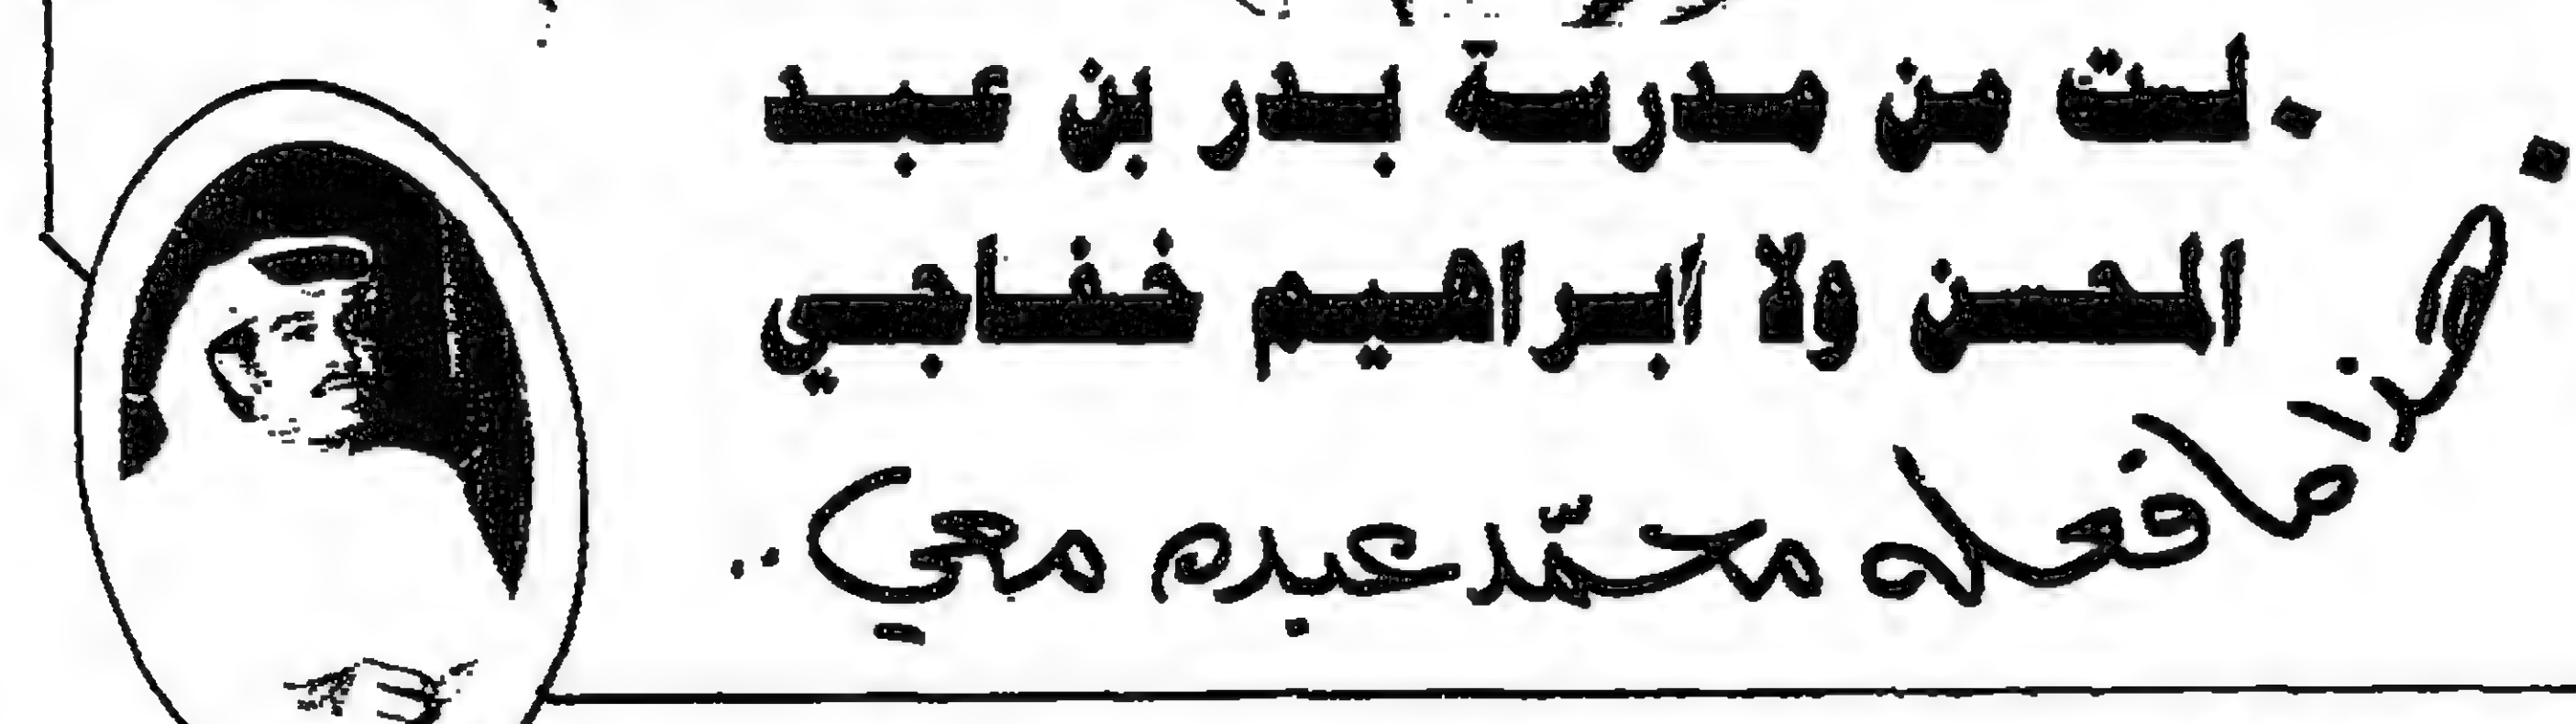 . لست من مدرسة بدر بن عبد
المحسن ولا ابراهيم خفاجي
. هذا ما فعله محمّد عبده معي ..